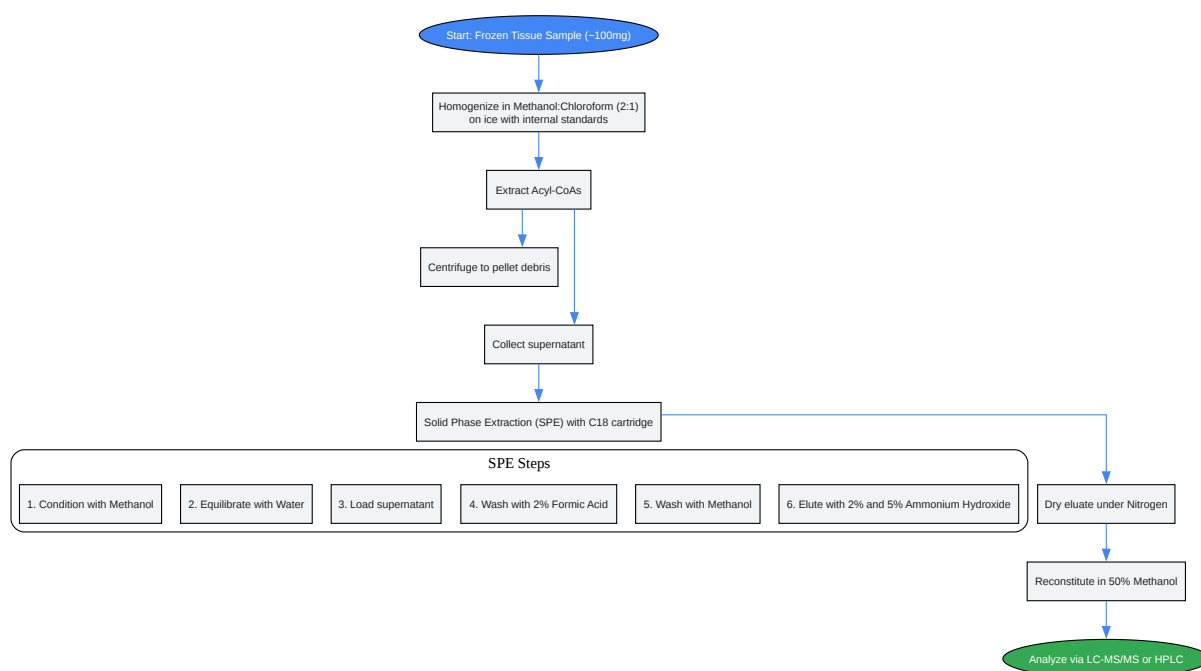 Start: Frozen Tissue Sample (~100mg)
Homogenize in Methanol:Chloroform (2:1)
on ice with internal standards
Extract Acyl-CoAs
Centrifuge to pellet debris
Collect supernatant
Solid Phase Extraction (SPE) with C18 cartridge
SPE Steps
1. Condition with Methanol
2. Equilibrate with Water
3. Load supernatant
4. Wash with 2% Formic Acid
5. Wash with Methanol
6. Elute with 2% and 5% Ammonium Hydroxide
Dry eluate under Nitrogen
Reconstitute in 50% Methanol
Analyze via LC-MS/MS or HPLC